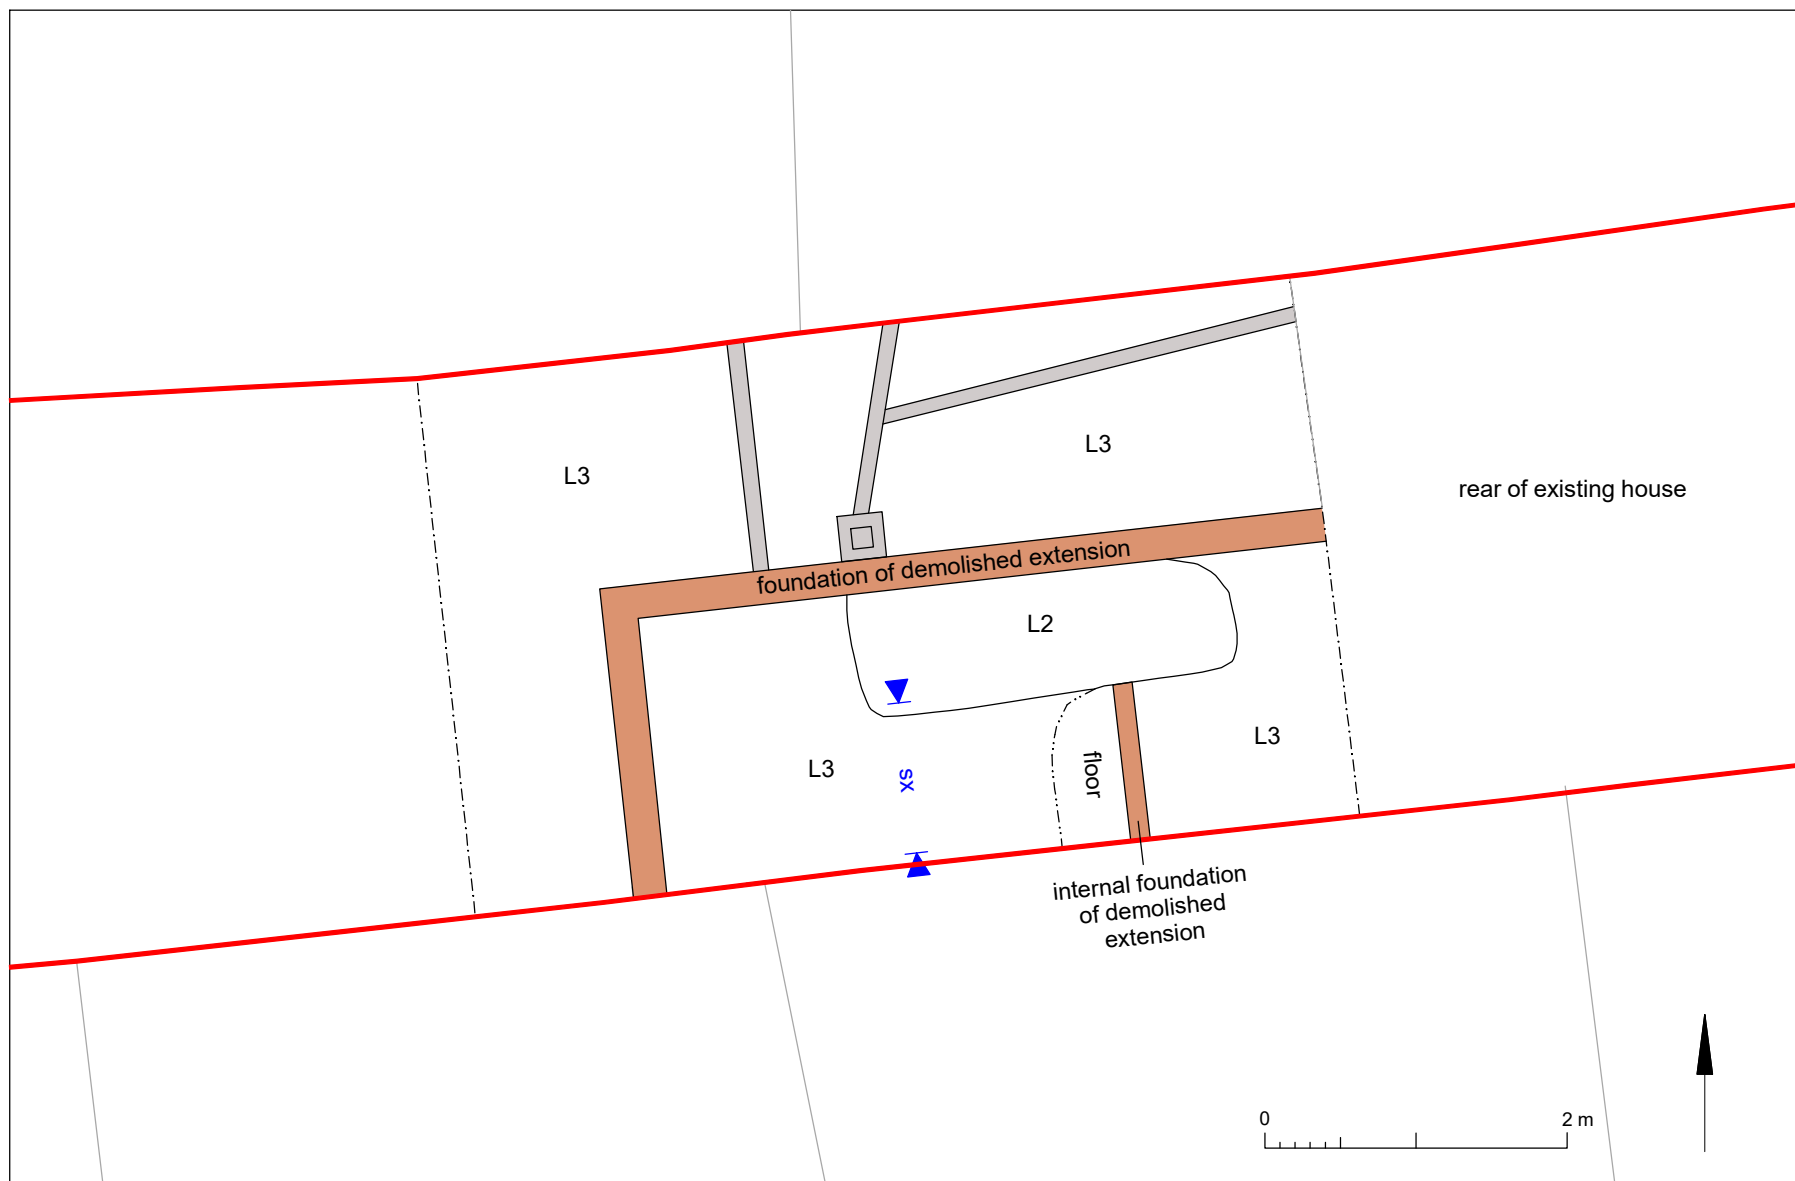 L3
L3
rear of existing house
foundation of demolished extension
L2
L3
L3
floor
sx
internal foundation
of demolished
extension
0
2 m